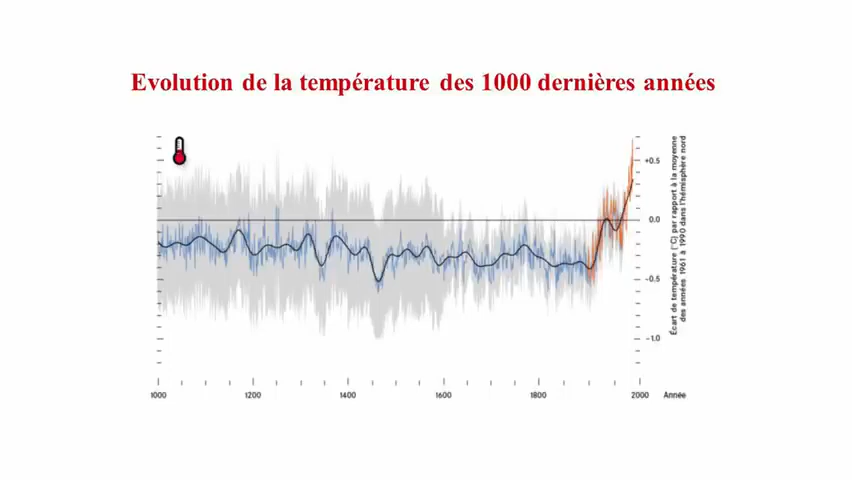 Evolution de la température des 1000 dernières années
+0.5
0.0
-0.5
-1.0
Écart de température (°C) par rapport à la moyenne
des années 1961 à 1990 dans l'hémisphère nord
1000 1200 1400 1600 1800 2000 Année